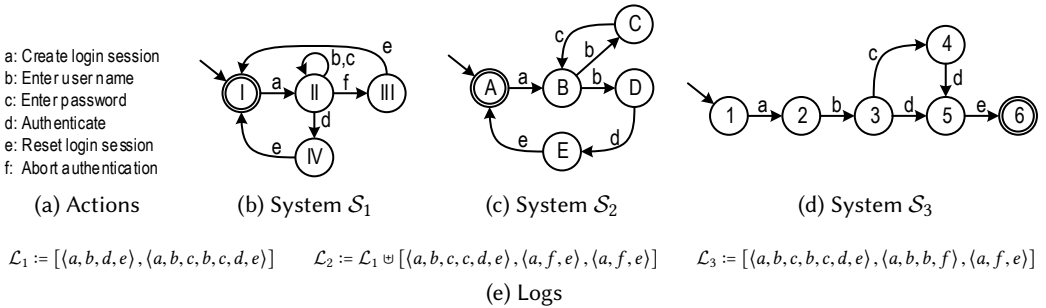 a: Create login session
b: Enter user name
c: Enter password
d: Authenticate
e: Reset login session
f: Abort authentication
(a) Actions
I
II
III
IV
a
b,c
f
e
d
e
(b) System S₁
A
B
C
D
E
a
b
c
b
d
e
(c) System S₂
1
2
3
4
5
6
a
b
c
d
d
e
(d) System S₃
ℒ₁ := [⟨a, b, d, e⟩, ⟨a, b, c, b, c, d, e⟩]
ℒ₂ := ℒ₁ ⊎ [⟨a, b, c, c, d, e⟩, ⟨a, f, e⟩, ⟨a, f, e⟩]
ℒ₃ := [⟨a, b, c, b, c, d, e⟩, ⟨a, b, b, f⟩, ⟨a, f, e⟩]
(e) Logs